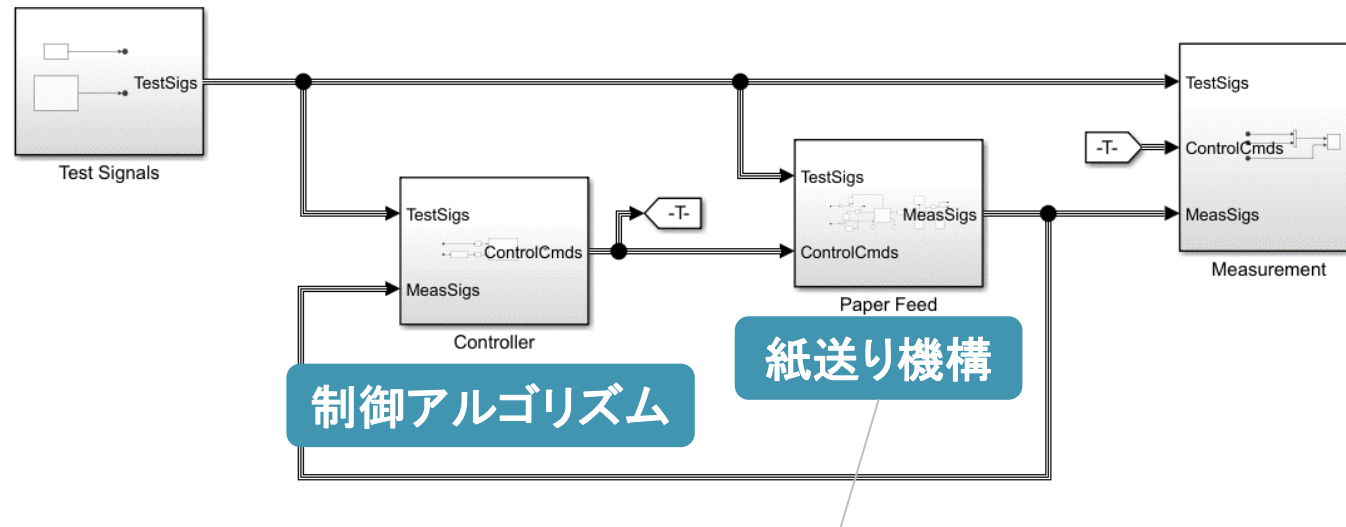 TestSigs
Test Signals
TestSigs
MeasSigs
ControlCmds
Controller
-T-
制御アルゴリズム
TestSigs
ControlCmds
MeasSigs
Paper Feed
紙送り機構
-T-
TestSigs
ControlCmds
MeasSigs
Measurement